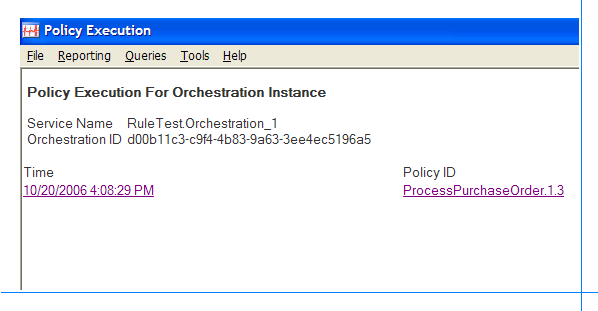 Policy Execution
File Reporting Queries Tools Help
Policy Execution For Orchestration Instance
Service Name RuleTest.Orchestration_1
Orchestration ID d00b11c3-c9f4-4b83-9a63-3ee4ec5196a5
Time Policy ID
10/20/2006 4:08:29 PM ProcessPurchaseOrder.1.3